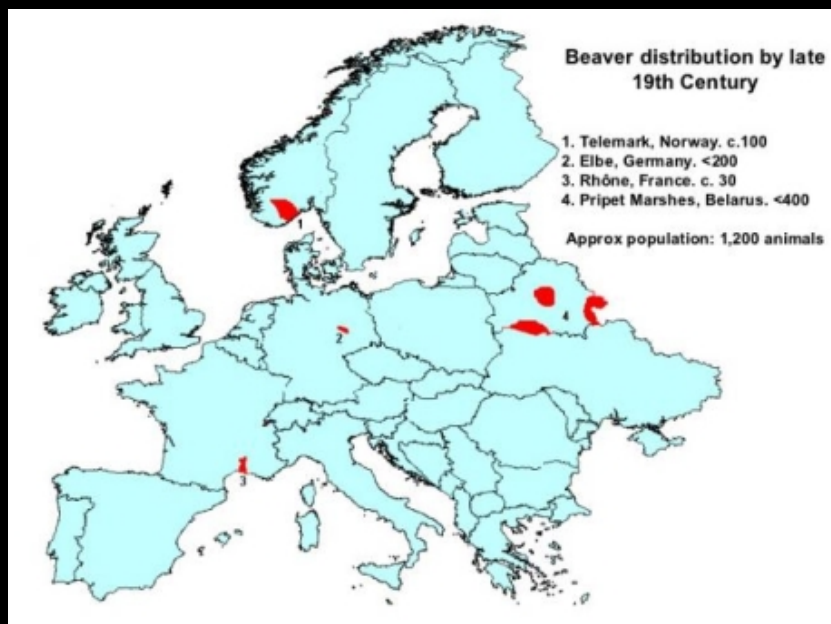 Beaver distribution by late
19th Century
1. Telemark, Norway. c.100
2. Elbe, Germany. <200
3. Rhône, France. c. 30
4. Pripet Marshes, Belarus. <400
Approx population: 1,200 animals
1
4
2
3